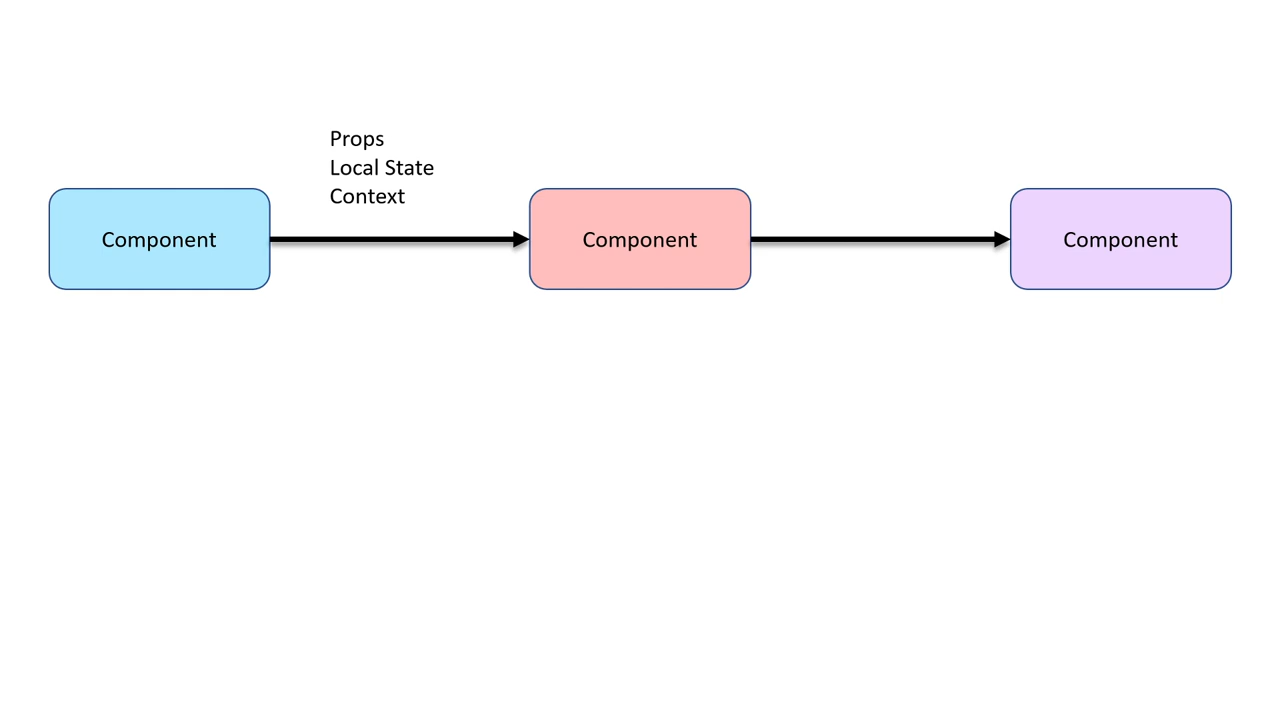 Props
Local State
Context
Component
Component
Component